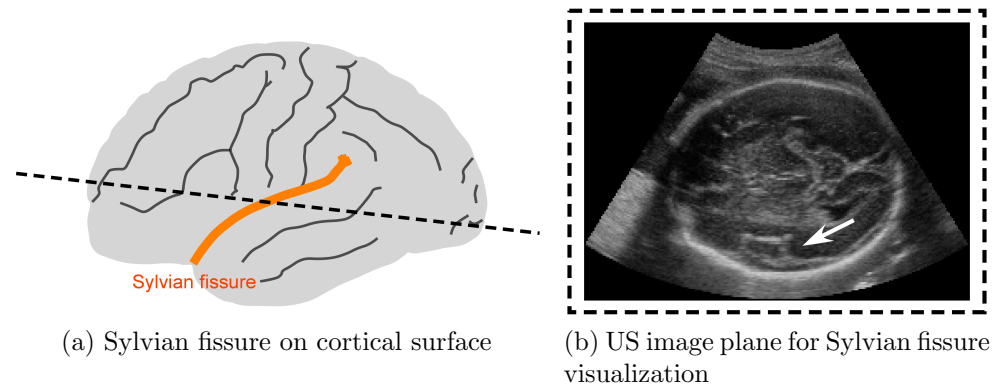 Sylvian fissure
(a) Sylvian fissure on cortical surface
(b) US image plane for Sylvian fissure
visualization